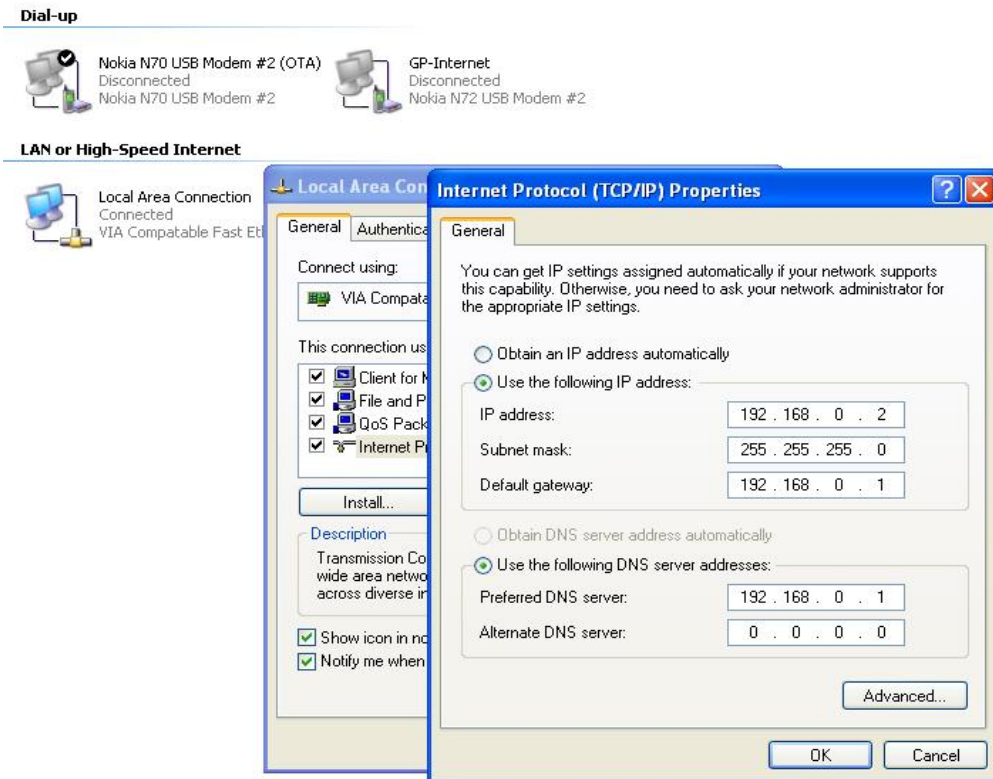 Dial-up
Nokia N70 USB Modem #2 (OTA)
Disconnected
Nokia N70 USB Modem #2
GP-Internet
Disconnected
Nokia N72 USB Modem #2
LAN or High-Speed Internet
Local Area Connection
Connected
VIA Compatable Fast Et
Local Area Con
General
Authentica
Connect using:
VIA Compata
This connection us
Client for M
File and P
QoS Pack
Internet Pr
Install...
Description
Transmission Co
wide area netwo
across diverse in
Show icon in no
Notify me when
Internet Protocol (TCP/IP) Properties
General
You can get IP settings assigned automatically if your network supports
this capability. Otherwise, you need to ask your network administrator for
the appropriate IP settings.
Obtain an IP address automatically
Use the following IP address:
IP address: 192 . 168 . 0 . 2
Subnet mask: 255 . 255 . 255 . 0
Default gateway: 192 . 168 . 0 . 1
Obtain DNS server address automatically
Use the following DNS server addresses:
Preferred DNS server: 192 . 168 . 0 . 1
Alternate DNS server: 0 . 0 . 0 . 0
Advanced...
OK
Cancel